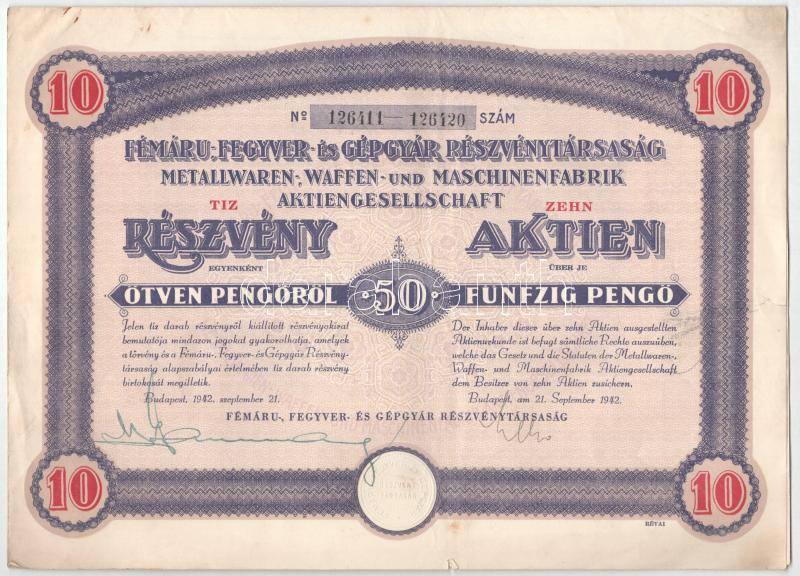 10
10
Nº 126411 — 126420 SZÁM
FÉMÁRU-, FEGYVER- ÉS GÉPGYÁR RÉSZVÉNYTÁRSASÁG
METALLWAREN-, WAFFEN- UND MASCHINENFABRIK
AKTIENGESELLSCHAFT
TIZ
RÉSZVÉNY
EGYENKÉNT
ZEHN
AKTIEN
ÜBER JE
ÖTVEN PENGŐRŐL
50
FÜNFZIG PENGŐ
Jelen tíz darab részvényről kiállított részvényokirat
bemutatója mindazon jogokat gyakorolhatja, amelyek
a törvény és a Fémáru-, Fegyver- és Gépgyár Részvény-
társaság alapszabályai értelmében tíz darab részvény
birtokosát megilletik.
Budapest, 1942. szeptember 21.
Der Inhaber dieser über zehn Aktien ausgestellten
Aktienurkunde ist befugt sämtliche Rechte auszuüben,
welche das Gesetz und die Statuten der Metallwaren-,
Waffen- und Maschinenfabrik Aktiengesellschaft
dem Besitzer von zehn Aktien zusichern.
Budapest, am 21. September 1942.
FÉMÁRU-, FEGYVER- ÉS GÉPGYÁR RÉSZVÉNYTÁRSASÁG
10
10
RÉVAI